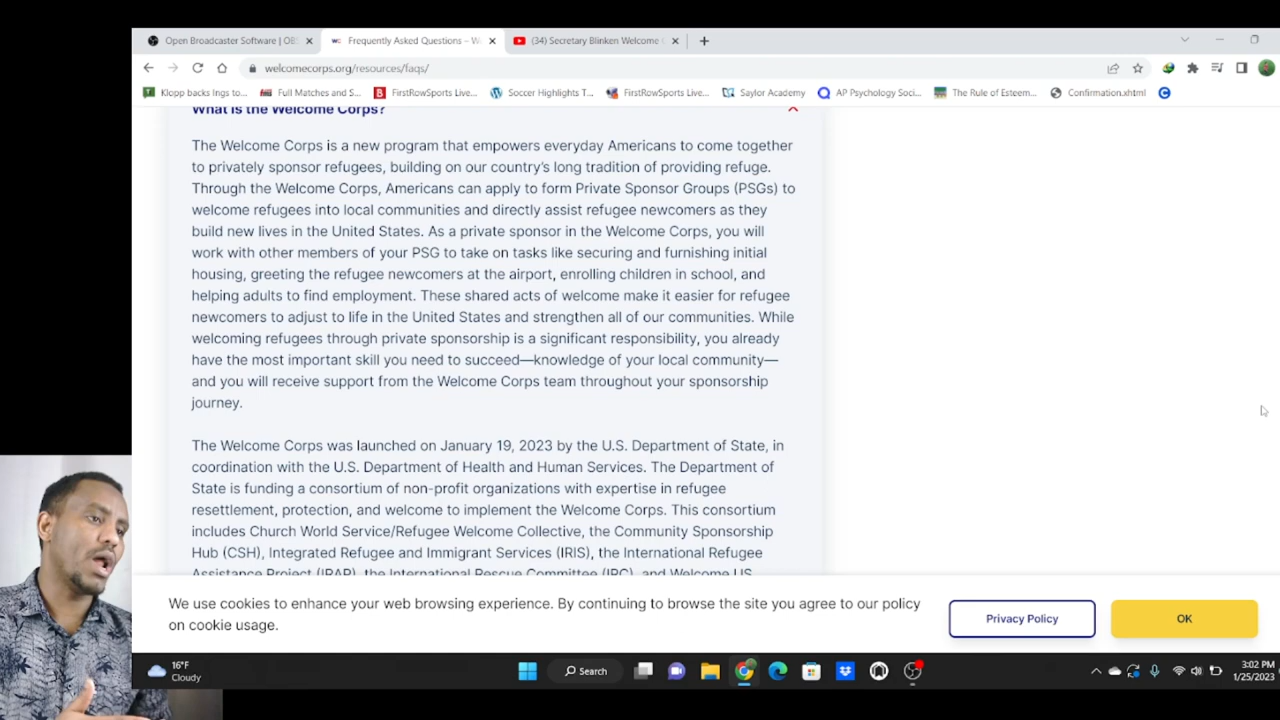 Open Broadcaster Software | OBS
Frequently Asked Questions – W
(34) Secretary Blinken Welcome
welcomecorps.org/resources/faqs/
Klopp backs Ings to...
Full Matches and S...
FirstRowSports Live...
Soccer Highlights T...
FirstRowSports Live...
Saylor Academy
AP Psychology Soci...
The Rule of Esteem...
Confirmation.xhtml
What is the Welcome Corps?
The Welcome Corps is a new program that empowers everyday Americans to come together
to privately sponsor refugees, building on our country's long tradition of providing refuge.
Through the Welcome Corps, Americans can apply to form Private Sponsor Groups (PSGs) to
welcome refugees into local communities and directly assist refugee newcomers as they
build new lives in the United States. As a private sponsor in the Welcome Corps, you will
work with other members of your PSG to take on tasks like securing and furnishing initial
housing, greeting the refugee newcomers at the airport, enrolling children in school, and
helping adults to find employment. These shared acts of welcome make it easier for refugee
newcomers to adjust to life in the United States and strengthen all of our communities. While
welcoming refugees through private sponsorship is a significant responsibility, you already
have the most important skill you need to succeed—knowledge of your local community—
and you will receive support from the Welcome Corps team throughout your sponsorship
journey.
The Welcome Corps was launched on January 19, 2023 by the U.S. Department of State, in
coordination with the U.S. Department of Health and Human Services. The Department of
State is funding a consortium of non-profit organizations with expertise in refugee
resettlement, protection, and welcome to implement the Welcome Corps. This consortium
includes Church World Service/Refugee Welcome Collective, the Community Sponsorship
Hub (CSH), Integrated Refugee and Immigrant Services (IRIS), the International Refugee
Assistance Project (IRAP), the International Rescue Committee (IRC), and Welcome.US
We use cookies to enhance your web browsing experience. By continuing to browse the site you agree to our policy
on cookie usage.
Privacy Policy
OK
16°F
Cloudy
Search
3:02 PM
1/25/2023